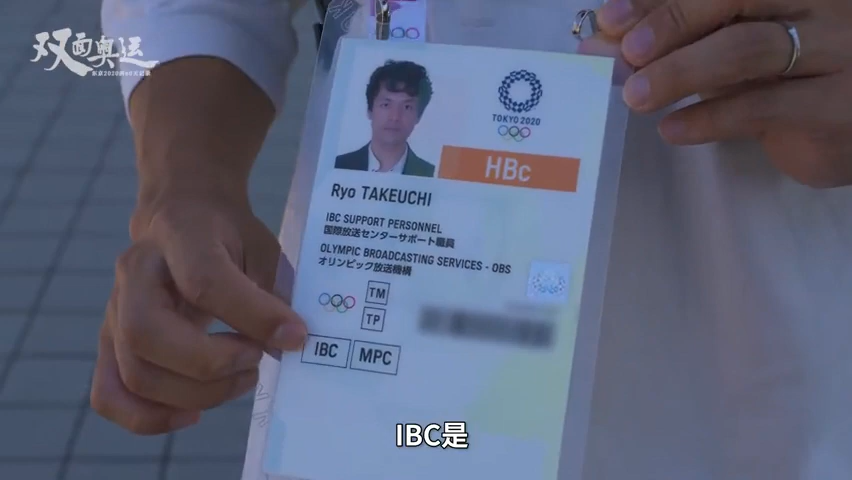 双面奥运
TOKYO 2020
HBc
Ryo TAKEUCHI
IBC SUPPORT PERSONNEL
国際放送センターサポート職員
OLYMPIC BROADCASTING SERVICES - OBS
オリンピック放送機構
TM
TP
IBC
MPC
IBC是